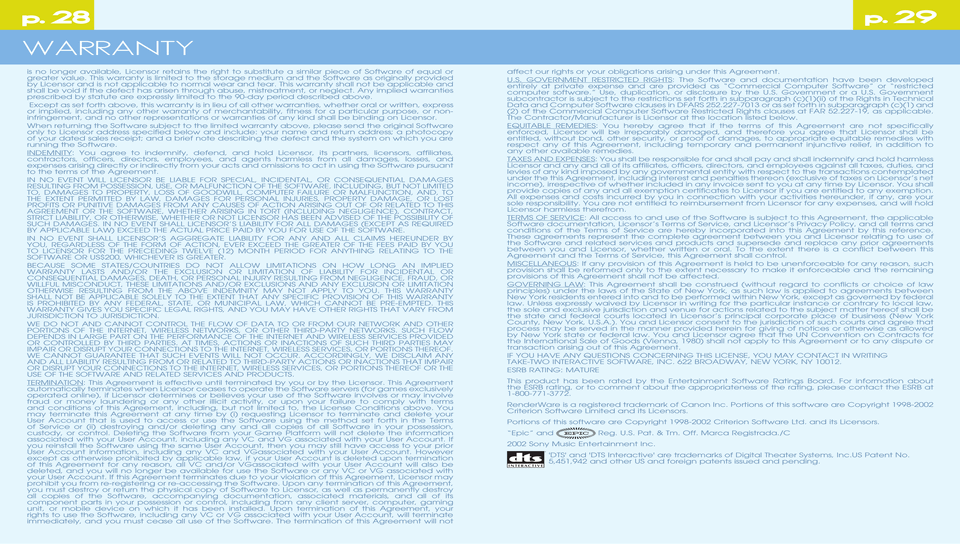 p. 28
p. 29
WARRANTY
is no longer available, Licensor retains the right to substitute a similar piece of Software of equal or
greater value. This warranty is limited to the storage medium and the Software as originally provided
by Licensor and is not applicable to normal wear and tear. This warranty shall not be applicable and
shall be void if the defect has arisen through abuse, mistreatment, or neglect. Any implied warranties
prescribed by statute are expressly limited to the 90-day period described above.
Except as set forth above, this warranty is in lieu of all other warranties, whether oral or written, express
or implied, including any other warranty of merchantability, fitness for a particular purpose, or non-
infringement, and no other representations or warranties of any kind shall be binding on Licensor.
When returning the Software subject to the limited warranty above, please send the original Software
only to Licensor address specified below and include: your name and return address; a photocopy
of your dated sales receipt; and a brief note describing the defect and the system on which you are
running the Software.
INDEMNITY: You agree to indemnify, defend, and hold Licensor, its partners, licensors, affiliates,
contractors, officers, directors, employees, and agents harmless from all damages, losses, and
expenses arising directly or indirectly from your acts and omissions to act in using the Software pursuant
to the terms of the Agreement.
IN NO EVENT WILL LICENSOR BE LIABLE FOR SPECIAL, INCIDENTAL, OR CONSEQUENTIAL DAMAGES
RESULTING FROM POSSESSION, USE, OR MALFUNCTION OF THE SOFTWARE, INCLUDING, BUT NOT LIMITED
TO, DAMAGES TO PROPERTY, LOSS OF GOODWILL, COMPUTER FAILURE OR MALFUNCTION, AND, TO
THE EXTENT PERMITTED BY LAW, DAMAGES FOR PERSONAL INJURIES, PROPERTY DAMAGE, OR LOST
PROFITS OR PUNITIVE DAMAGES FROM ANY CAUSES OF ACTION ARISING OUT OF OR RELATED TO THIS
AGREEMENT OR THE SOFTWARE, WHETHER ARISING IN TORT (INCLUDING NEGLIGENCE), CONTRACT,
STRICT LIABILITY, OR OTHERWISE, WHETHER OR NOT LICENSOR HAS BEEN ADVISED OF THE POSSIBILITY OF
SUCH DAMAGES. IN NO EVENT SHALL LICENSOR'S LIABILITY FOR ALL DAMAGES (EXCEPT AS REQUIRED
BY APPLICABLE LAW) EXCEED THE ACTUAL PRICE PAID BY YOU FOR USE OF THE SOFTWARE.
IN NO EVENT SHALL LICENSOR'S AGGREGATE LIABILITY FOR ANY AND ALL CLAIMS HEREUNDER BY
YOU, REGARDLESS OF THE FORM OF ACTION, EVER EXCEED THE GREATER OF THE FEES PAID BY YOU
TO LICENSOR FOR THE PRECEDING TWELVE (12) MONTH PERIOD FOR ANYTHING RELATING TO THE
SOFTWARE OR US$200, WHICHEVER IS GREATER.
BECAUSE SOME STATES/COUNTRIES DO NOT ALLOW LIMITATIONS ON HOW LONG AN IMPLIED
WARRANTY LASTS AND/OR THE EXCLUSION OR LIMITATION OF LIABILITY FOR INCIDENTAL OR
CONSEQUENTIAL DAMAGES, DEATH, OR PERSONAL INJURY RESULTING FROM NEGLIGENCE, FRAUD, OR
WILLFUL MISCONDUCT, THESE LIMITATIONS AND/OR EXCLUSIONS AND ANY EXCLUSION OR LIMITATION
OTHERWISE RESULTING FROM THE ABOVE INDEMNITY MAY NOT APPLY TO YOU. THIS WARRANTY
SHALL NOT BE APPLICABLE SOLELY TO THE EXTENT THAT ANY SPECIFIC PROVISION OF THIS WARRANTY
IS PROHIBITED BY ANY FEDERAL, STATE, OR MUNICIPAL LAW, WHICH CANNOT BE PRE-EMPTED. THIS
WARRANTY GIVES YOU SPECIFIC LEGAL RIGHTS, AND YOU MAY HAVE OTHER RIGHTS THAT VARY FROM
JURISDICTION TO JURISDICTION.
WE DO NOT AND CANNOT CONTROL THE FLOW OF DATA TO OR FROM OUR NETWORK AND OTHER
PORTIONS OF THE INTERNET, WIRELESS NETWORKS, OR OTHER THIRD-PARTY NETWORKS. SUCH FLOW
DEPENDS IN LARGE PART ON THE PERFORMANCE OF THE INTERNET AND WIRELESS SERVICES PROVIDED
OR CONTROLLED BY THIRD PARTIES. AT TIMES, ACTIONS OR INACTIONS OF SUCH THIRD PARTIES MAY
IMPAIR OR DISRUPT YOUR CONNECTIONS TO THE INTERNET, WIRELESS SERVICES, OR PORTIONS THEREOF.
WE CANNOT GUARANTEE THAT SUCH EVENTS WILL NOT OCCUR. ACCORDINGLY, WE DISCLAIM ANY
AND ALL LIABILITY RESULTING FROM OR RELATED TO THIRD-PARTY ACTIONS OR INACTIONS THAT IMPAIR
OR DISRUPT YOUR CONNECTIONS TO THE INTERNET, WIRELESS SERVICES, OR PORTIONS THEREOF OR THE
USE OF THE SOFTWARE AND RELATED SERVICES AND PRODUCTS.
TERMINATION: This Agreement is effective until terminated by you or by the Licensor. This Agreement
automatically terminates when Licensor ceases to operate the Software servers (for games exclusively
operated online), if Licensor determines or believes your use of the Software involves or may involve
fraud or money laundering or any other illicit activity, or upon your failure to comply with terms
and conditions of this Agreement, including, but not limited to, the License Conditions above. You
may terminate this Agreement at any time by (i) requesting Licensor to terminate and delete your
User Account that is used to access or use the Software using the method set forth in the Terms
of Service or (ii) destroying and/or deleting any and all copies of all Software in your possession,
custody, or control. Deleting the Software from your Game Platform will not delete the information
associated with your User Account, including any VC and VG associated with your User Account. If
you reinstall the Software using the same User Account, then you may still have access to your prior
User Account information, including any VC and VGassociated with your User Account. However
except as otherwise prohibited by applicable law, if your User Account is deleted upon termination
of this Agreement for any reason, all VC and/or VGassociated with your User Account will also be
deleted, and you will no longer be available for use the Software or any VC or VG associated with
your User Account. If this Agreement terminates due to your violation of this Agreement, Licensor may
prohibit you from re-registering or re-accessing the Software. Upon any termination of this Agreement,
you must destroy or return the physical copy of Software to Licensor, as well as permanently destroy
all copies of the Software, accompanying documentation, associated materials, and all of its
component parts in your possession or control, including from any client server, computer, gaming
unit, or mobile device on which it has been installed. Upon termination of this Agreement, your
rights to use the Software, including any VC or VG associated with your User Account, will terminate
immediately, and you must cease all use of the Software. The termination of this Agreement will not
affect our rights or your obligations arising under this Agreement.
U.S. GOVERNMENT RESTRICTED RIGHTS: The Software and documentation have been developed
entirely at private expense and are provided as "Commercial Computer Software" or "restricted
computer software." Use, duplication, or disclosure by the U.S. Government or a U.S. Government
subcontractor is subject to the restrictions set forth in subparagraph (c)(1)(ii) of the Rights in Technical
Data and Computer Software clauses in DFARS 252.227-7013 or as set forth in subparagraph (c)(1) and
(2) of the Commercial Computer Software Restricted Rights clauses at FAR 52.227-19, as applicable.
The Contractor/Manufacturer is Licensor at the location listed below.
EQUITABLE REMEDIES: You hereby agree that if the terms of this Agreement are not specifically
enforced, Licensor will be irreparably damaged, and therefore you agree that Licensor shall be
entitled, without bond, other security, or proof of damages, to appropriate equitable remedies with
respect any of this Agreement, including temporary and permanent injunctive relief, in addition to
any other available remedies.
TAXES AND EXPENSES: You shall be responsible for and shall pay and shall indemnify and hold harmless
Licensor and any and all of its affiliates, officers, directors, and employees against all taxes, duties, and
levies of any kind imposed by any governmental entity with respect to the transactions contemplated
under this Agreement, including interest and penalties thereon (exclusive of taxes on Licensor's net
income), irrespective of whether included in any invoice sent to you at any time by Licensor. You shall
provide copies of any and all exemption certificates to Licensor if you are entitled to any exemption.
All expenses and costs incurred by you in connection with your activities hereunder, if any, are your
sole responsibility. You are not entitled to reimbursement from Licensor for any expenses, and will hold
Licensor harmless therefrom.
TERMS OF SERVICE: All access to and use of the Software is subject to this Agreement, the applicable
Software documentation, Licensor's Terms of Service, and Licensor's Privacy Policy, and all terms and
conditions of the Terms of Service are hereby incorporated into this Agreement by this reference.
These agreements represent the complete agreement between you and Licensor relating to use of
the Software and related services and products and supersede and replace any prior agreements
between you and Licensor, whether written or oral. To the extent there is a conflict between this
Agreement and the Terms of Service, this Agreement shall control.
MISCELLANEOUS: If any provision of this Agreement is held to be unenforceable for any reason, such
provision shall be reformed only to the extent necessary to make it enforceable and the remaining
provisions of this Agreement shall not be affected.
GOVERNING LAW: This Agreement shall be construed (without regard to conflicts or choice of law
principles) under the laws of the State of New York, as such law is applied to agreements between
New York residents entered into and to be performed within New York, except as governed by federal
law. Unless expressly waived by Licensor in writing for the particular instance or contrary to local law,
the sole and exclusive jurisdiction and venue for actions related to the subject matter hereof shall be
the state and federal courts located in Licensor's principal corporate place of business (New York
County, New York, U.S.A.). You and Licensor consent to the jurisdiction of such courts and agree that
process may be served in the manner provided herein for giving of notices or otherwise as allowed
by New York state or federal law. You and Licensor agree that the UN Convention on Contracts for
the International Sale of Goods (Vienna, 1980) shall not apply to this Agreement or to any dispute or
transaction arising out of this Agreement.
IF YOU HAVE ANY QUESTIONS CONCERNING THIS LICENSE, YOU MAY CONTACT IN WRITING
TAKE-TWO INTERACTIVE SOFTWARE, INC. 622 BROADWAY, NEW YORK, NY 10012.
ESRB RATING: MATURE
This product has been rated by the Entertainment Software Ratings Board. For information about
the ESRB rating, or to comment about the appropriateness of the rating, please contact the ESRB at
1-800-771-3772.
RenderWare is a registered trademark of Canon Inc. Portions of this software are Copyright 1998-2002
Criterion Software Limited and its Licensors.
Portions of this software are Copyright 1998-2002 Criterion Software Ltd. and its Licensors.
"Epic" and EPIC Reg. U.S. Pat. & Tm. Off. Marca Registrada./C
2002 Sony Music Entertainment Inc.
dts INTERACTIVE 'DTS' and 'DTS Interactive' are trademarks of Digital Theater Systems, Inc.US Patent No.
5,451,942 and other US and foreign patents issued and pending.